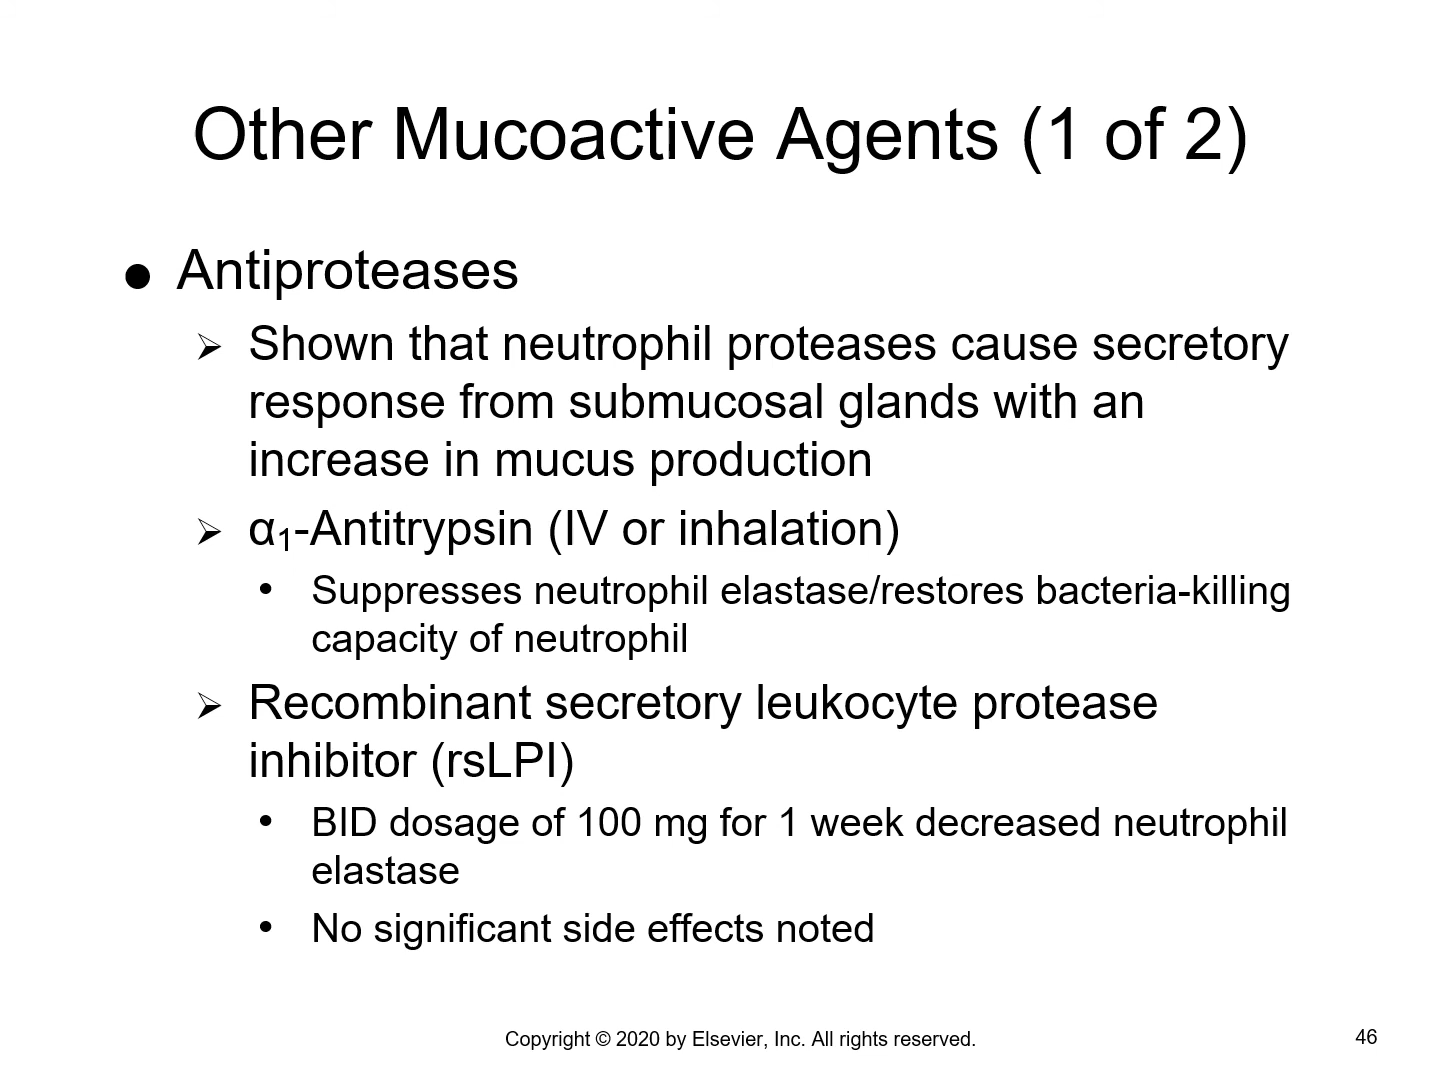 Other Mucoactive Agents (1 of 2)
● Antiproteases
➢ Shown that neutrophil proteases cause secretory
response from submucosal glands with an
increase in mucus production
➢ α₁-Antitrypsin (IV or inhalation)
• Suppresses neutrophil elastase/restores bacteria-killing
capacity of neutrophil
➢ Recombinant secretory leukocyte protease
inhibitor (rsLPI)
• BID dosage of 100 mg for 1 week decreased neutrophil
elastase
• No significant side effects noted
Copyright © 2020 by Elsevier, Inc. All rights reserved.
46